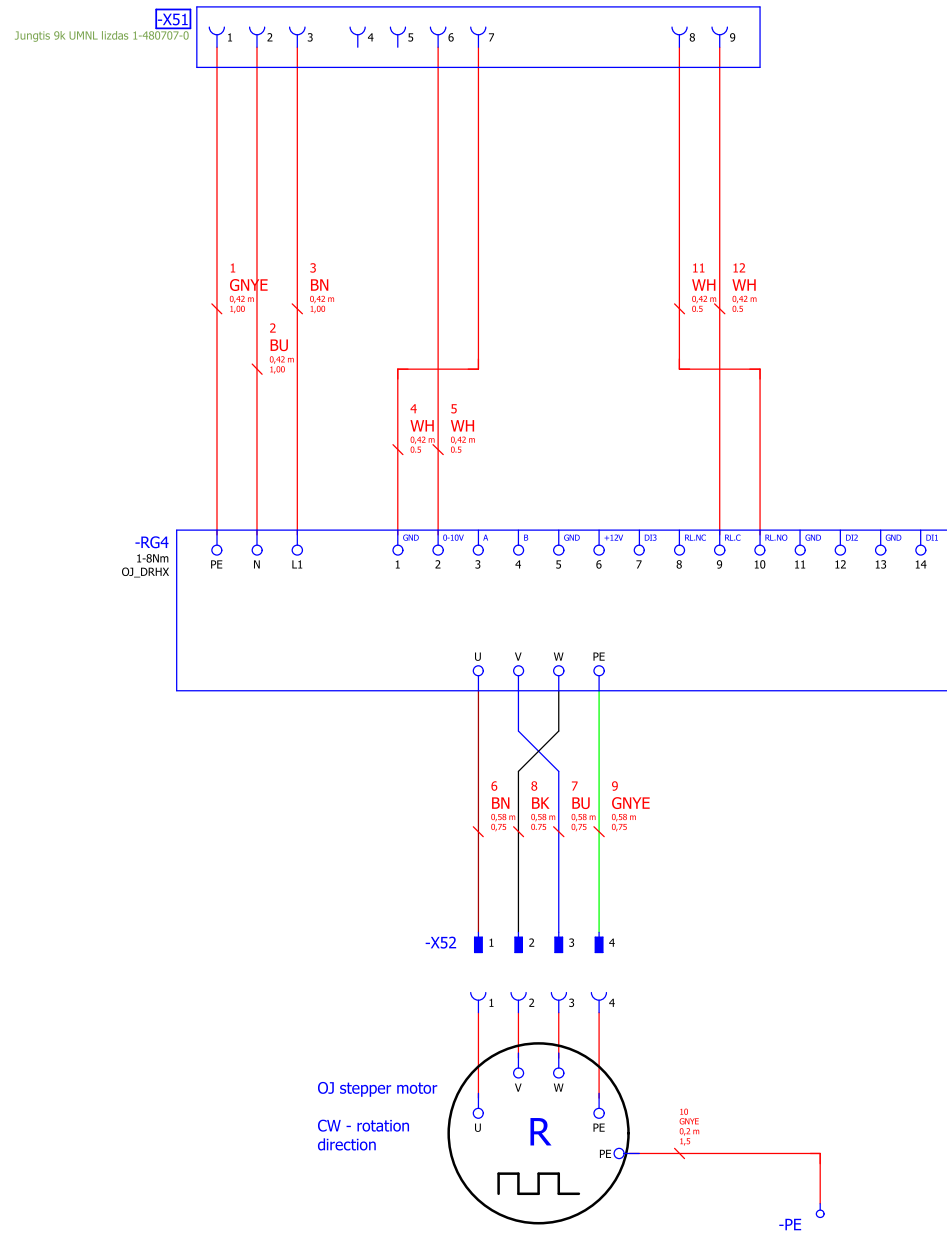 -X51
Jungtis 9k UMNL lizdas 1-480707-0
1 2 3 4 5 6 7 8 9
1
GNYE
0,42 m
1,00
2
BU
0,42 m
1,00
3
BN
0,42 m
1,00
4
WH
0,42 m
0.5
5
WH
0,42 m
0.5
11
WH
0,42 m
0.5
12
WH
0,42 m
0.5
-RG4
1-8Nm
OJ_DRHX
GND 0-10V A B GND +12V DI3 RL.NC RL.C RL.NO GND DI2 GND DI1
PE N L1 1 2 3 4 5 6 7 8 9 10 11 12 13 14
U V W PE
6
BN
0,58 m
0,75
8
BK
0,58 m
0.75
7
BU
0,58 m
0,75
9
GNYE
0,58 m
0,75
-X52
1 2 3 4
1 2 3 4
OJ stepper motor
CW - rotation
direction
V W
U PE
R
PE
10
GNYE
0,2 m
1,5
-PE